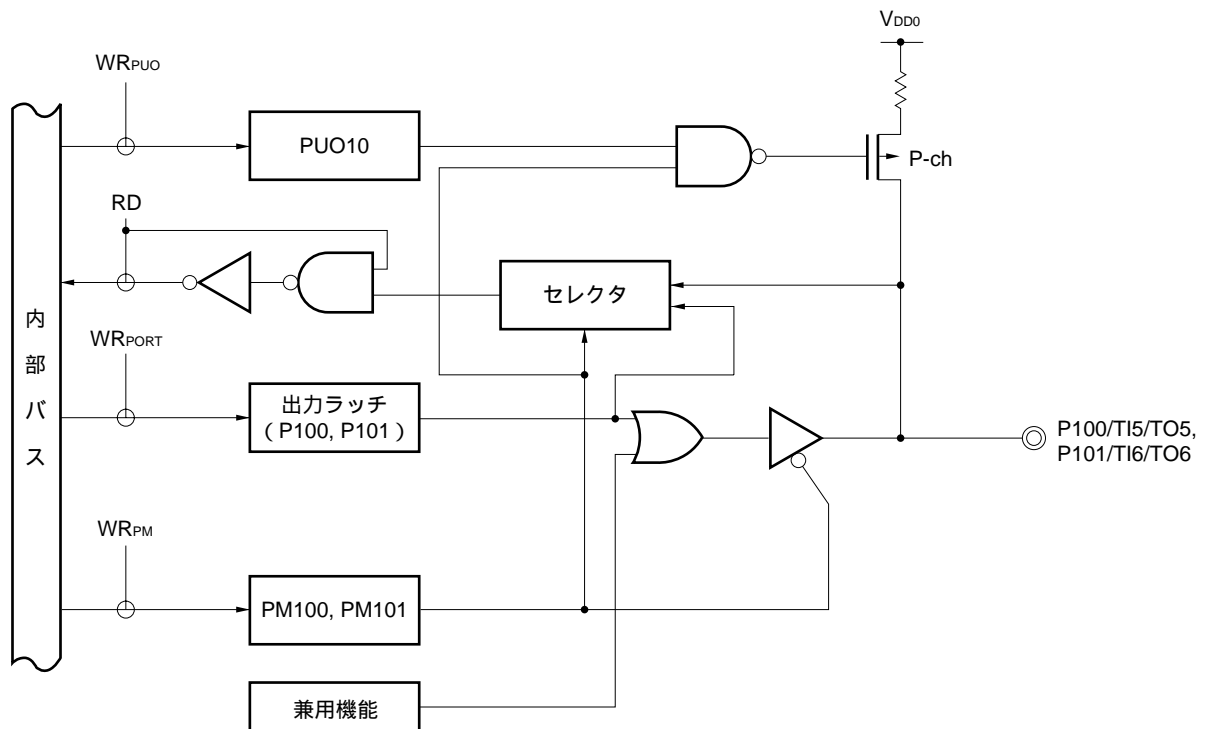 VDD0
WRPUO
PUO10
P-ch
RD
セレクタ
内部バス
WRPORT
出力ラッチ
(P100, P101)
P100/TI5/TO5,
P101/TI6/TO6
WRPM
PM100, PM101
兼用機能